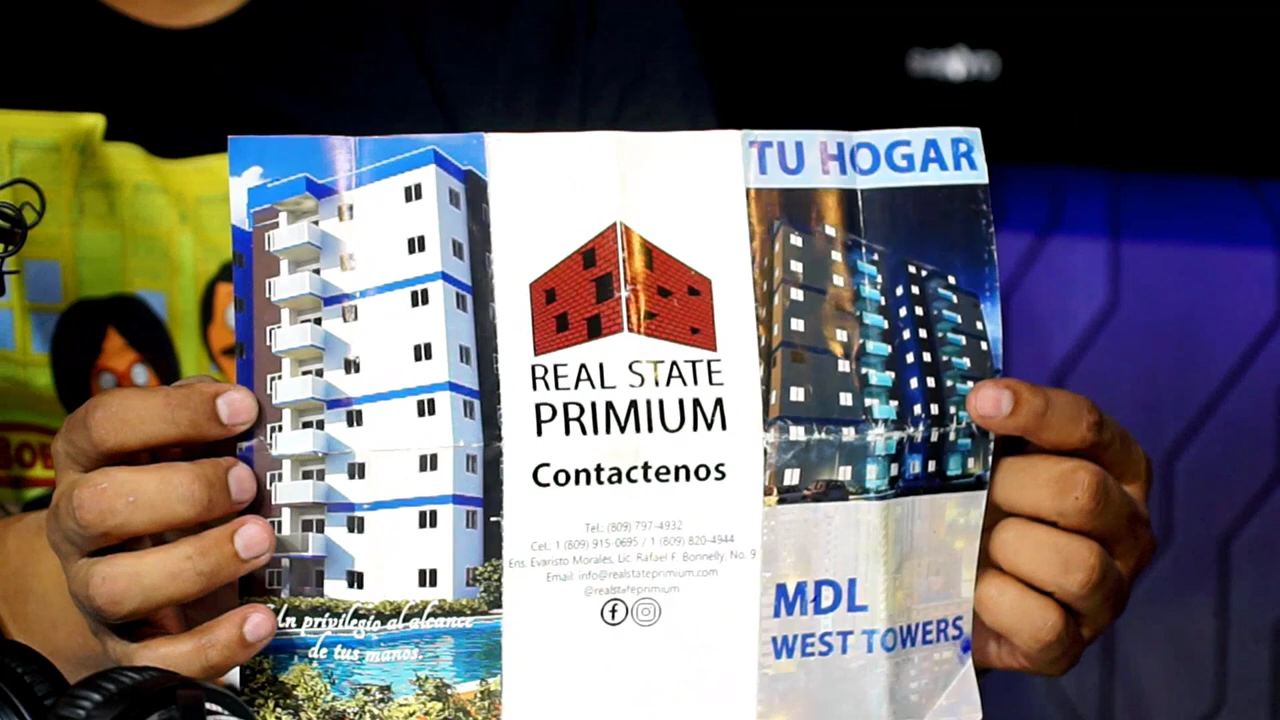 Un privilegio al alcance
de tus manos.
REAL STATE
PRIMIUM
Contactenos
Tel.: (809) 797-4932
Cel.: 1 (809) 915-0695 / 1 (809) 820-4944
Ens. Evaristo Morales, Lic. Rafael F. Bonnelly, No. 9
Email: info@realstateprimium.com
@realstateprimium
TU HOGAR
MDL
WEST TOWERS